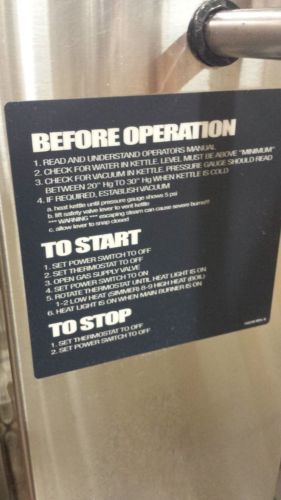 BEFORE OPERATION
1. READ AND UNDERSTAND OPERATORS MANUAL
2. CHECK FOR WATER IN KETTLE. LEVEL MUST BE ABOVE "MINIMUM"
3. CHECK FOR VACUUM IN KETTLE. PRESSURE GAUGE SHOULD READ
BETWEEN 20" Hg TO 30" Hg WHEN KETTLE IS COLD
4. IF REQUIRED, ESTABLISH VACUUM
a. heat kettle until pressure gauge shows 5 psi
b. lift safety valve lever to vent kettle
*** WARNING *** escaping steam can cause severe burns!!!
c. allow lever to snap closed
TO START
1. SET POWER SWITCH TO OFF
2. SET THERMOSTAT TO OFF
3. OPEN GAS SUPPLY VALVE
4. SET POWER SWITCH TO ON
5. ROTATE THERMOSTAT UNTIL HEAT LIGHT IS ON
1-2 LOW HEAT (SIMMER) 8-9 HIGH HEAT (BOIL)
6. HEAT LIGHT IS ON WHEN MAIN BURNER IS ON
TO STOP
1. SET THERMOSTAT TO OFF
2. SET POWER SWITCH TO OFF